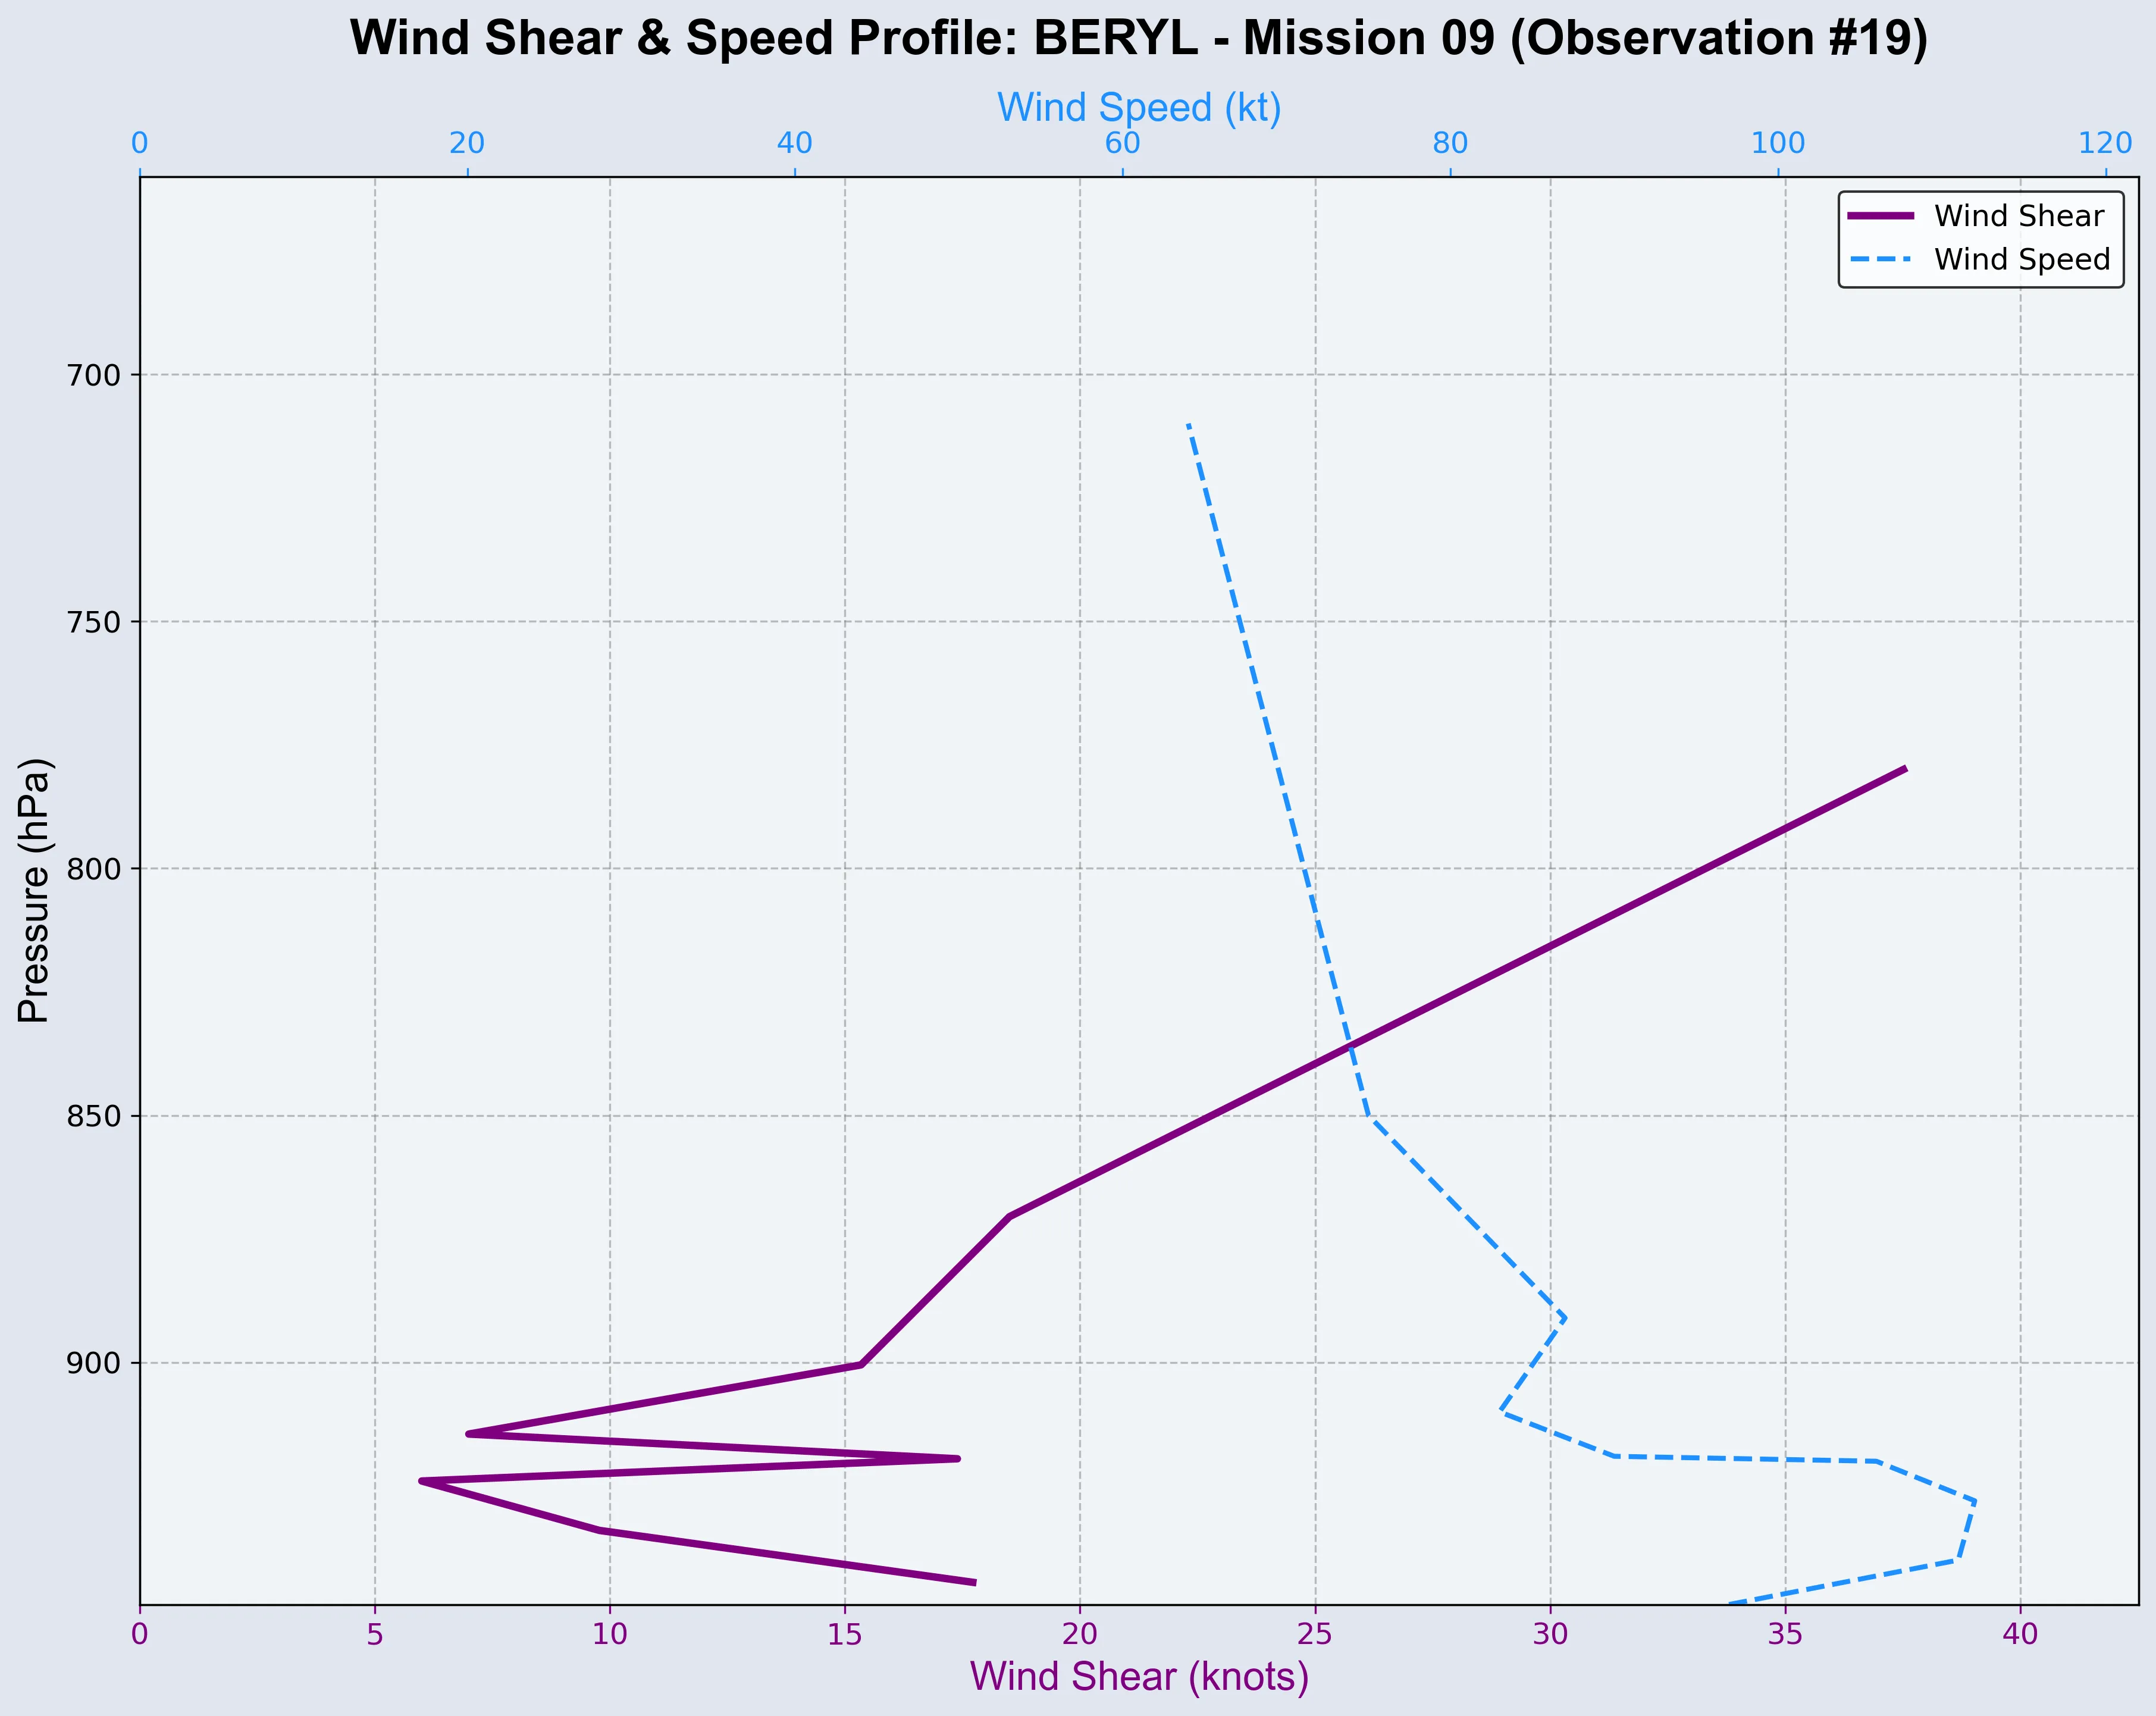 Wind Shear & Speed Profile: BERYL - Mission 09 (Observation #19)
Wind Speed (kt)
0 20 40 60 80 100 120
Wind Shear
Wind Speed
700
750
800
850
900
Pressure (hPa)
0 5 10 15 20 25 30 35 40
Wind Shear (knots)